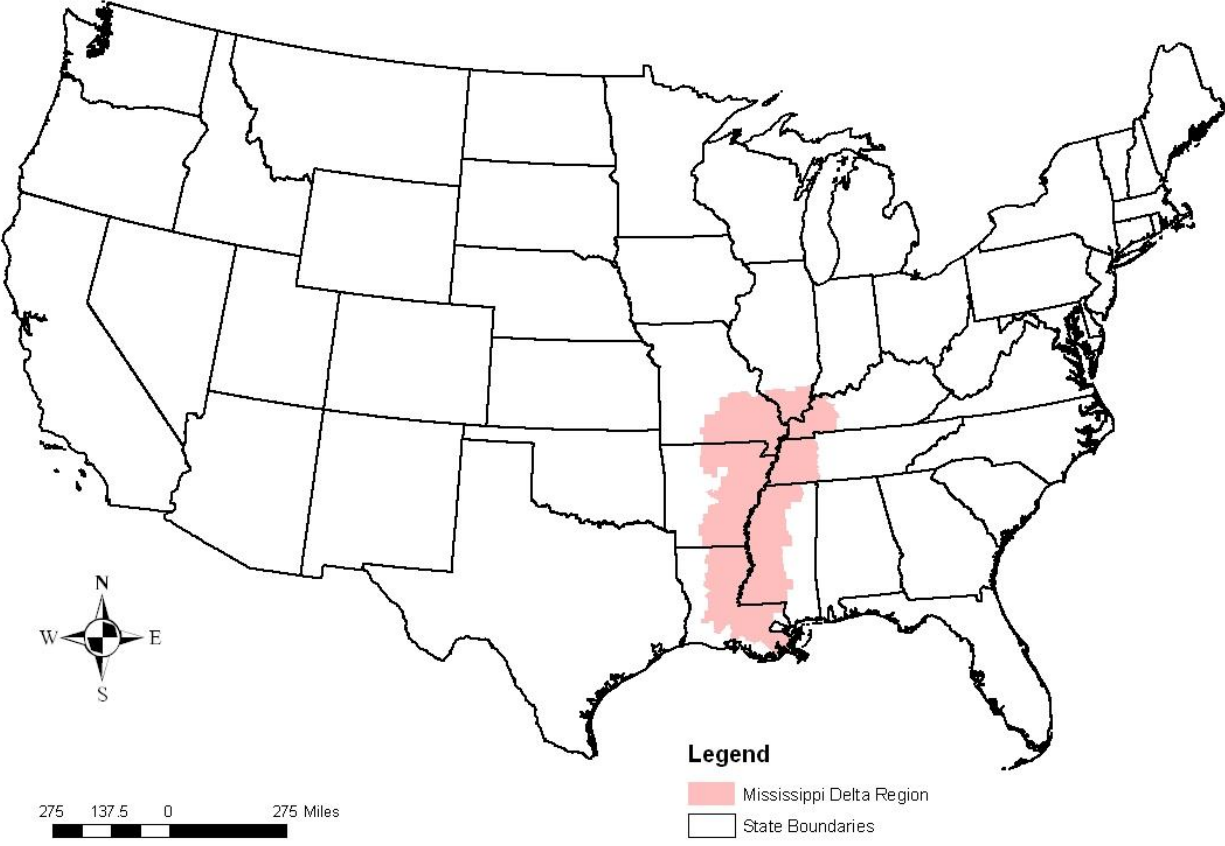 N
W E
S
Legend
Mississippi Delta Region
State Boundaries
275 137.5 0 275 Miles